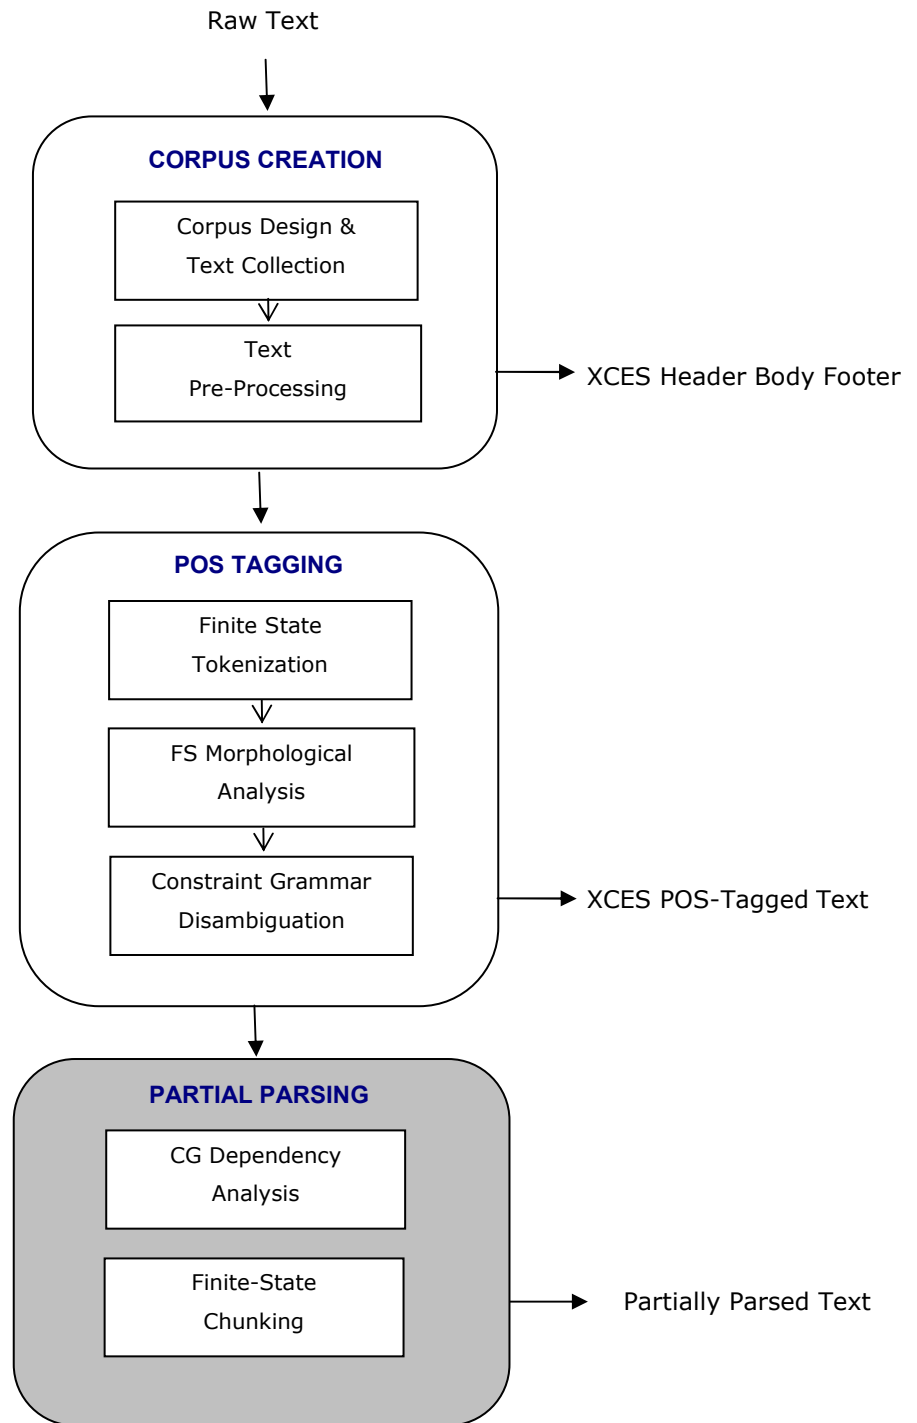 Raw Text
CORPUS CREATION
Corpus Design &
Text Collection
Text
Pre-Processing
XCES Header Body Footer
POS TAGGING
Finite State
Tokenization
FS Morphological
Analysis
Constraint Grammar
Disambiguation
XCES POS-Tagged Text
PARTIAL PARSING
CG Dependency
Analysis
Finite-State
Chunking
Partially Parsed Text